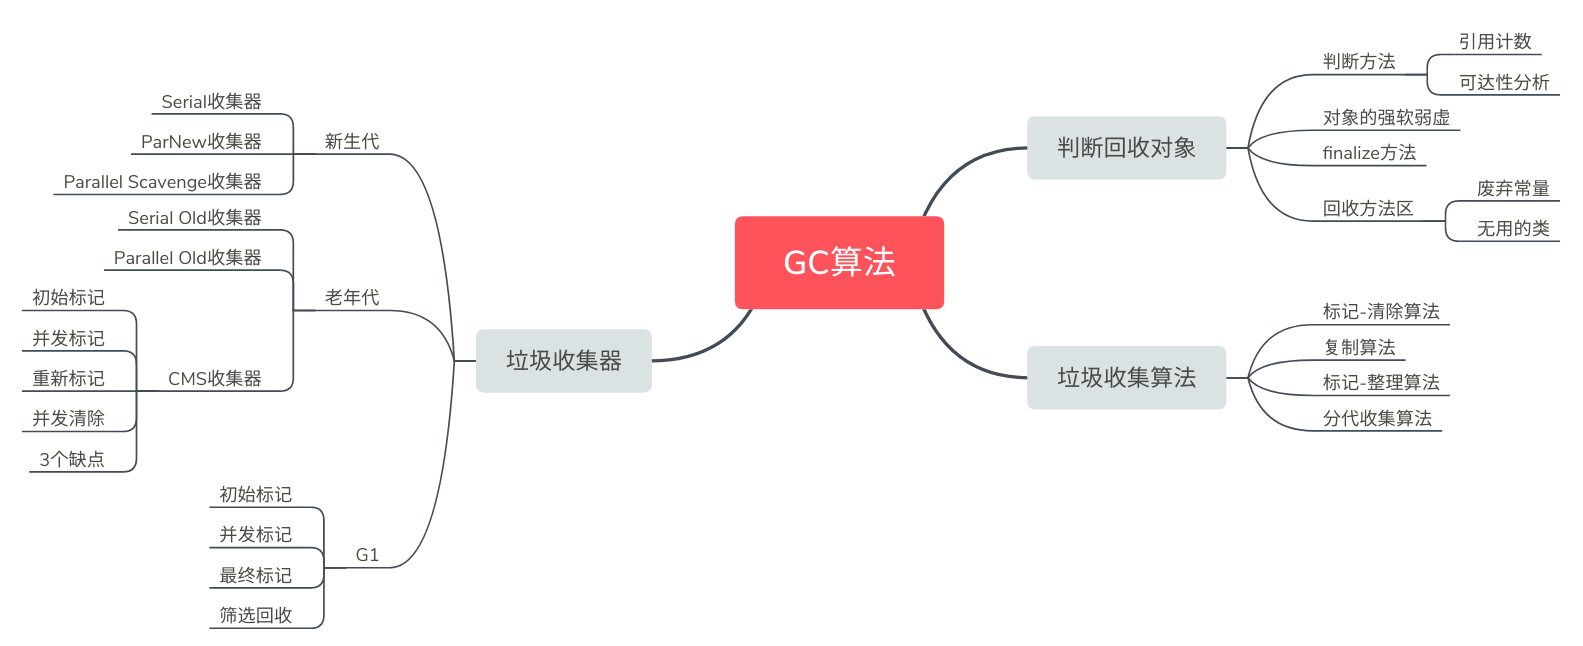 GC算法
判断回收对象
判断方法
引用计数
可达性分析
对象的强软弱虚
finalize方法
回收方法区
废弃常量
无用的类
垃圾收集算法
标记-清除算法
复制算法
标记-整理算法
分代收集算法
垃圾收集器
新生代
Serial收集器
ParNew收集器
Parallel Scavenge收集器
老年代
Serial Old收集器
Parallel Old收集器
CMS收集器
初始标记
并发标记
重新标记
并发清除
3个缺点
G1
初始标记
并发标记
最终标记
筛选回收